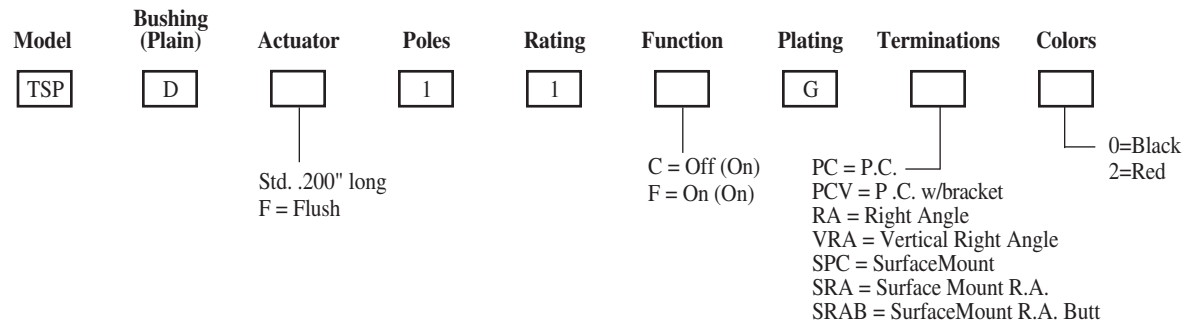 Model Bushing (Plain) Actuator Poles Rating Function Plating Terminations Colors
TSP D 1 1 G
Std. .200" long
F = Flush
C = Off (On)
F = On (On)
PC = P.C.
PCV = P .C. w/bracket
RA = Right Angle
VRA = Vertical Right Angle
SPC = SurfaceMount
SRA = Surface Mount R.A.
SRAB = SurfaceMount R.A. Butt
0=Black
2=Red